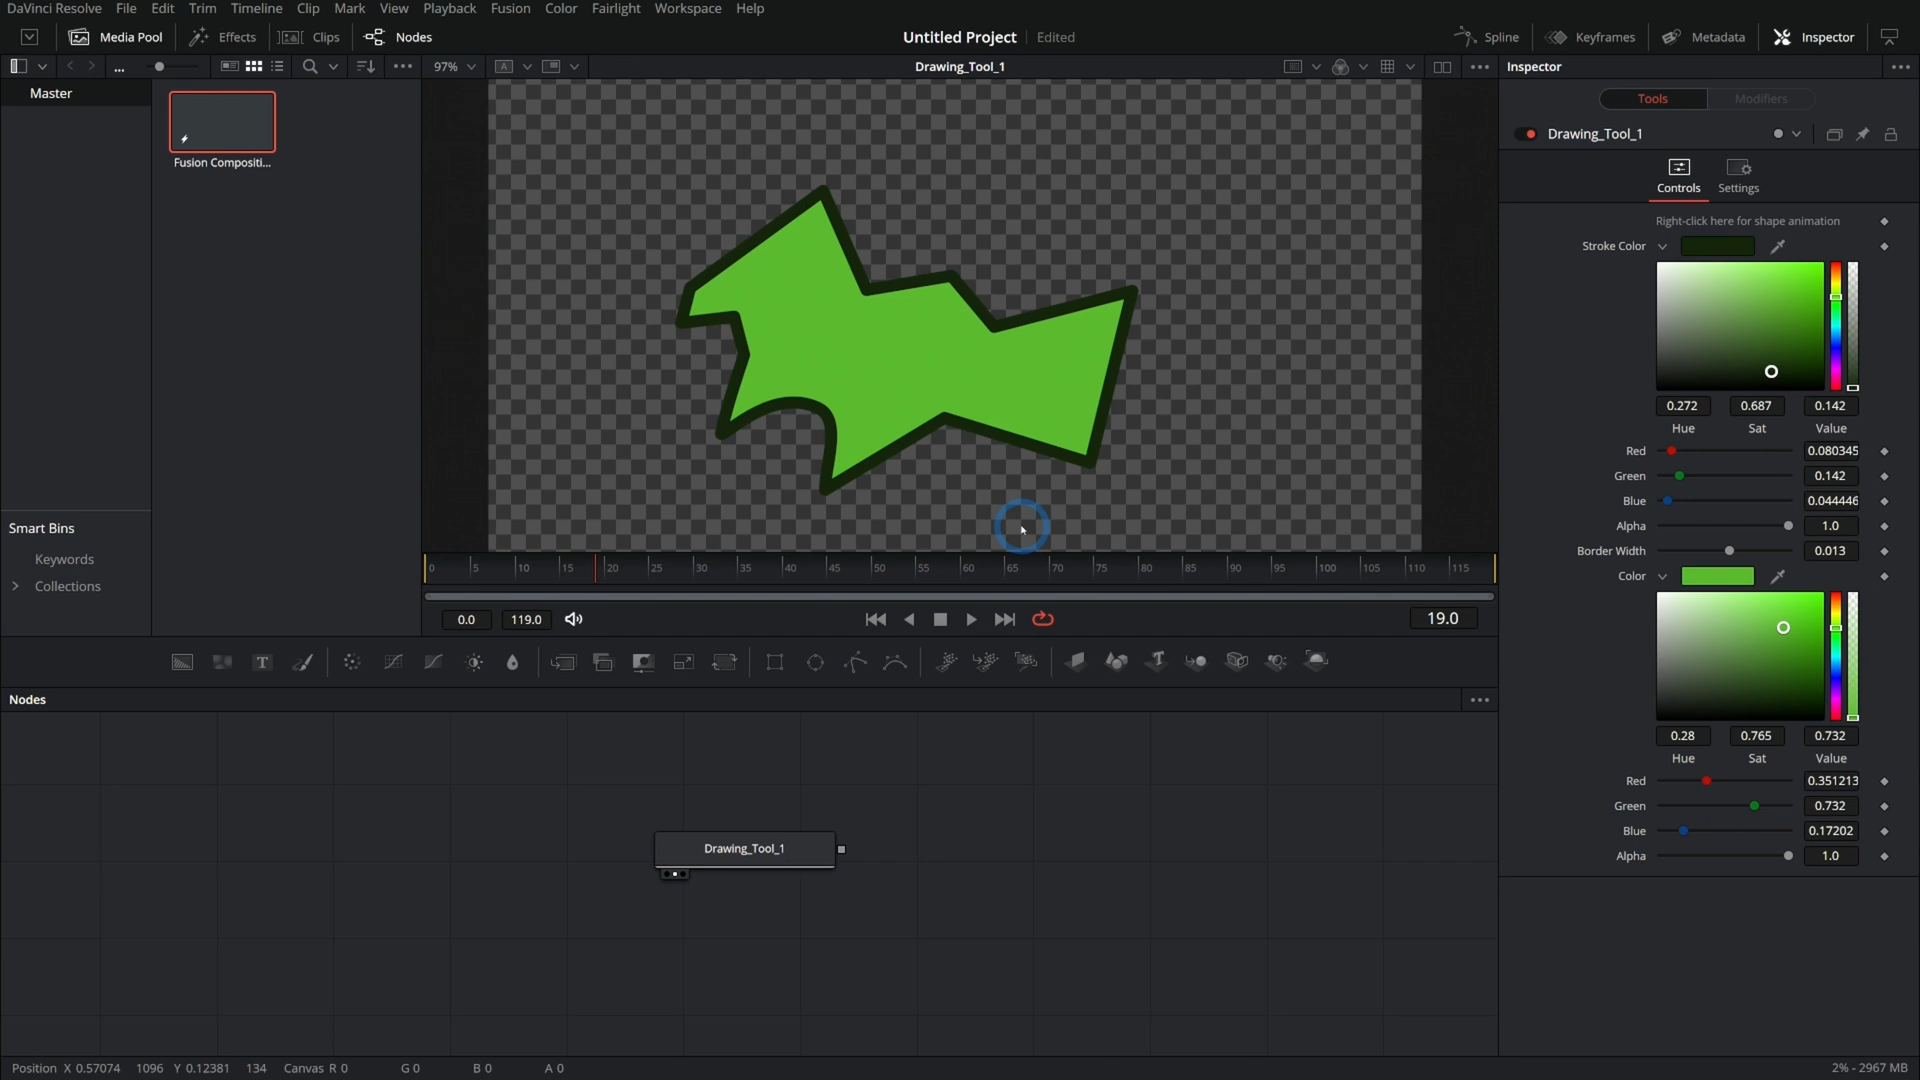 DaVinci Resolve File Edit Trim Timeline Clip Mark View Playback Fusion Color Fairlight Workspace Help
Media Pool Effects Clips Nodes Untitled Project Edited Spline Keyframes Metadata Inspector
... 97% A Drawing_Tool_1 Inspector
Master
Fusion Compositi...
Tools Modifiers
Drawing_Tool_1
Controls Settings
Right-click here for shape animation
Stroke Color
0.272 0.687 0.142
Hue Sat Value
Red 0.080345
Green 0.142
Blue 0.044446
Alpha 1.0
Border Width 0.013
Color
0.28 0.765 0.732
Hue Sat Value
Red 0.351213
Green 0.732
Blue 0.17202
Alpha 1.0
Smart Bins
Keywords
Collections
0 5 10 15 20 25 30 35 40 45 50 55 60 65 70 75 80 85 90 95 100 105 110 115
0.0 119.0 19.0
T
Nodes
Drawing_Tool_1
Position X 0.57074 1096 Y 0.12381 134 Canvas R 0 G 0 B 0 A 0 2% - 2967 MB